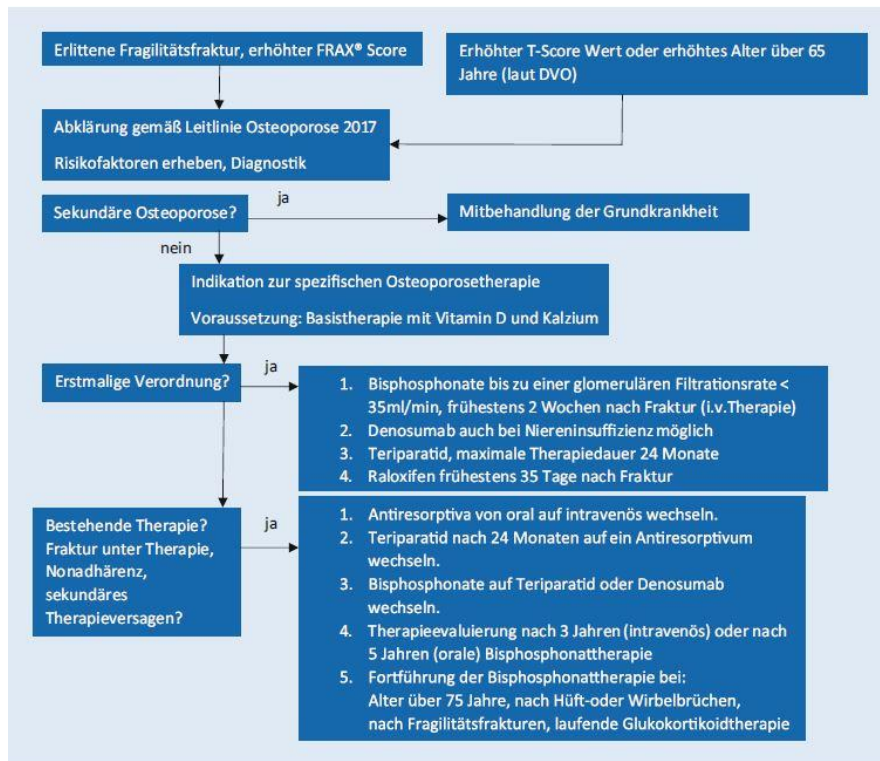 Erlittene Fragilitätsfraktur, erhöhter FRAX® Score
Erhöhter T-Score Wert oder erhöhtes Alter über 65
Jahre (laut DVO)
Abklärung gemäß Leitlinie Osteoporose 2017
Risikofaktoren erheben, Diagnostik
Sekundäre Osteoporose?
ja
Mitbehandlung der Grundkrankheit
nein
Indikation zur spezifischen Osteoporosetherapie
Voraussetzung: Basistherapie mit Vitamin D und Kalzium
Erstmalige Verordnung?
ja
1. Bisphosphonate bis zu einer glomerulären Filtrationsrate <
35ml/min, frühestens 2 Wochen nach Fraktur (i.v.Therapie)
2. Denosumab auch bei Niereninsuffizienz möglich
3. Teriparatid, maximale Therapiedauer 24 Monate
4. Raloxifen frühestens 35 Tage nach Fraktur
Bestehende Therapie?
Fraktur unter Therapie,
Nonadhärenz,
sekundäres
Therapieversagen?
ja
1. Antiresorptiva von oral auf intravenös wechseln.
2. Teriparatid nach 24 Monaten auf ein Antiresorptivum
wechseln.
3. Bisphosphonate auf Teriparatid oder Denosumab
wechseln.
4. Therapieevaluierung nach 3 Jahren (intravenös) oder nach
5 Jahren (orale) Bisphosphonattherapie
5. Fortführung der Bisphosphonattherapie bei:
Alter über 75 Jahre, nach Hüft-oder Wirbelbrüchen,
nach Fragilitätsfrakturen, laufende Glukokortikoidtherapie